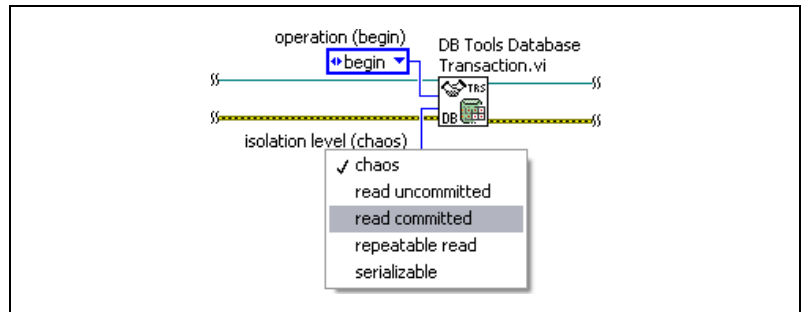 operation (begin)
begin
DB Tools Database
Transaction.vi
TRS
DB
isolation level (chaos)
chaos
read uncommitted
read committed
repeatable read
serializable